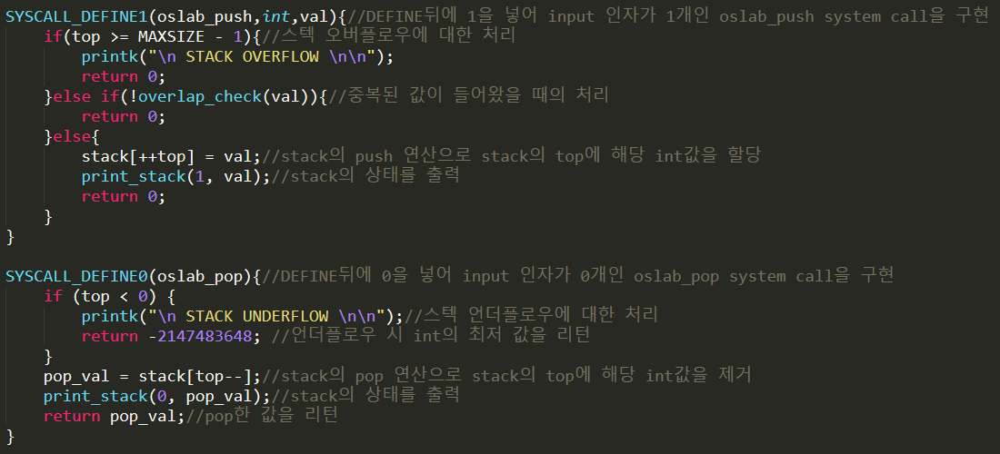 SYSCALL_DEFINE1(oslab_push,int,val){//DEFINE뒤에 1을 넣어 input 인자가 1개인 oslab_push system call을 구현
    if(top >= MAXSIZE - 1){//스텍 오버플로우에 대한 처리
        printk("\n STACK OVERFLOW \n\n");
        return 0;
    }else if(!overlap_check(val)){//중복된 값이 들어왔을 때의 처리
        return 0;
    }else{
        stack[++top] = val;//stack의 push 연산으로 stack의 top에 해당 int값을 할당
        print_stack(1, val);//stack의 상태를 출력
        return 0;
    }
}

SYSCALL_DEFINE0(oslab_pop){//DEFINE뒤에 0을 넣어 input 인자가 0개인 oslab_pop system call을 구현
    if (top < 0) {
        printk("\n STACK UNDERFLOW \n\n");//스텍 언더플로우에 대한 처리
        return -2147483648; //언더플로우 시 int의 최저 값을 리턴
    }
    pop_val = stack[top--];//stack의 pop 연산으로 stack의 top에 해당 int값을 제거
    print_stack(0, pop_val);//stack의 상태를 출력
    return pop_val;//pop한 값을 리턴
}